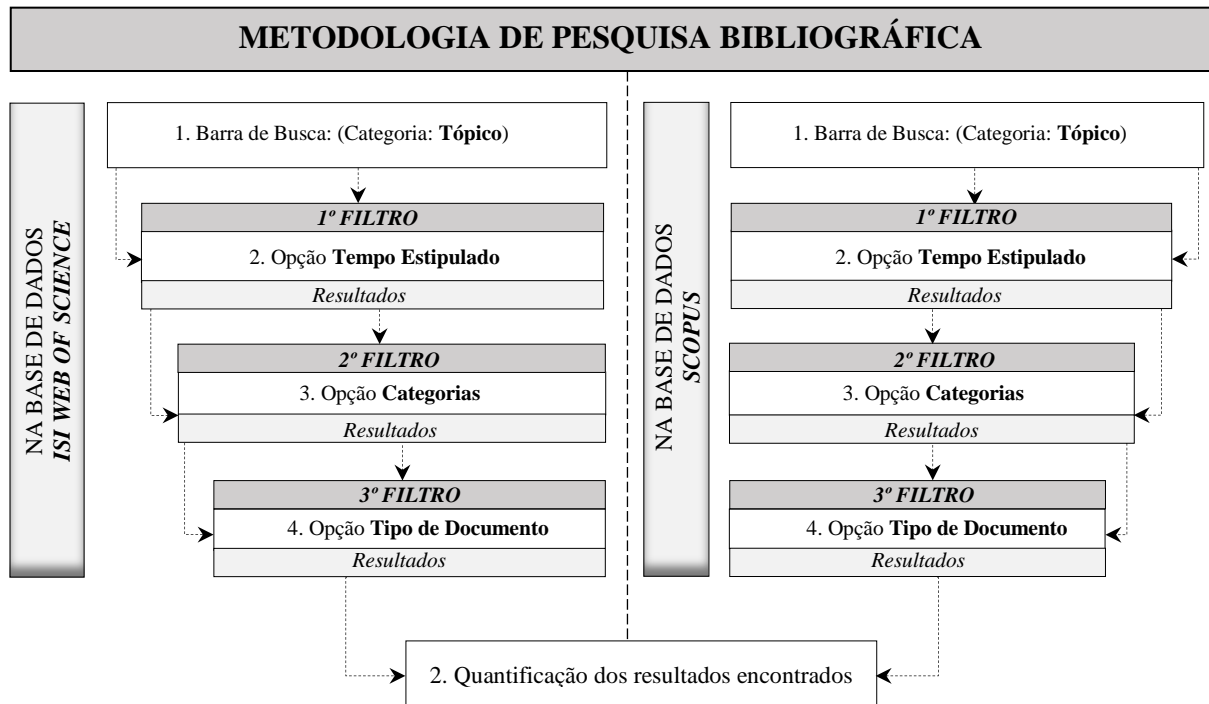 METODOLOGIA DE PESQUISA BIBLIOGRÁFICA
NA BASE DE DADOS
ISI WEB OF SCIENCE
1. Barra de Busca: (Categoria: Tópico)
1º FILTRO
2. Opção Tempo Estipulado
Resultados
2º FILTRO
3. Opção Categorias
Resultados
3º FILTRO
4. Opção Tipo de Documento
Resultados
NA BASE DE DADOS
SCOPUS
1. Barra de Busca: (Categoria: Tópico)
1º FILTRO
2. Opção Tempo Estipulado
Resultados
2º FILTRO
3. Opção Categorias
Resultados
3º FILTRO
4. Opção Tipo de Documento
Resultados
2. Quantificação dos resultados encontrados